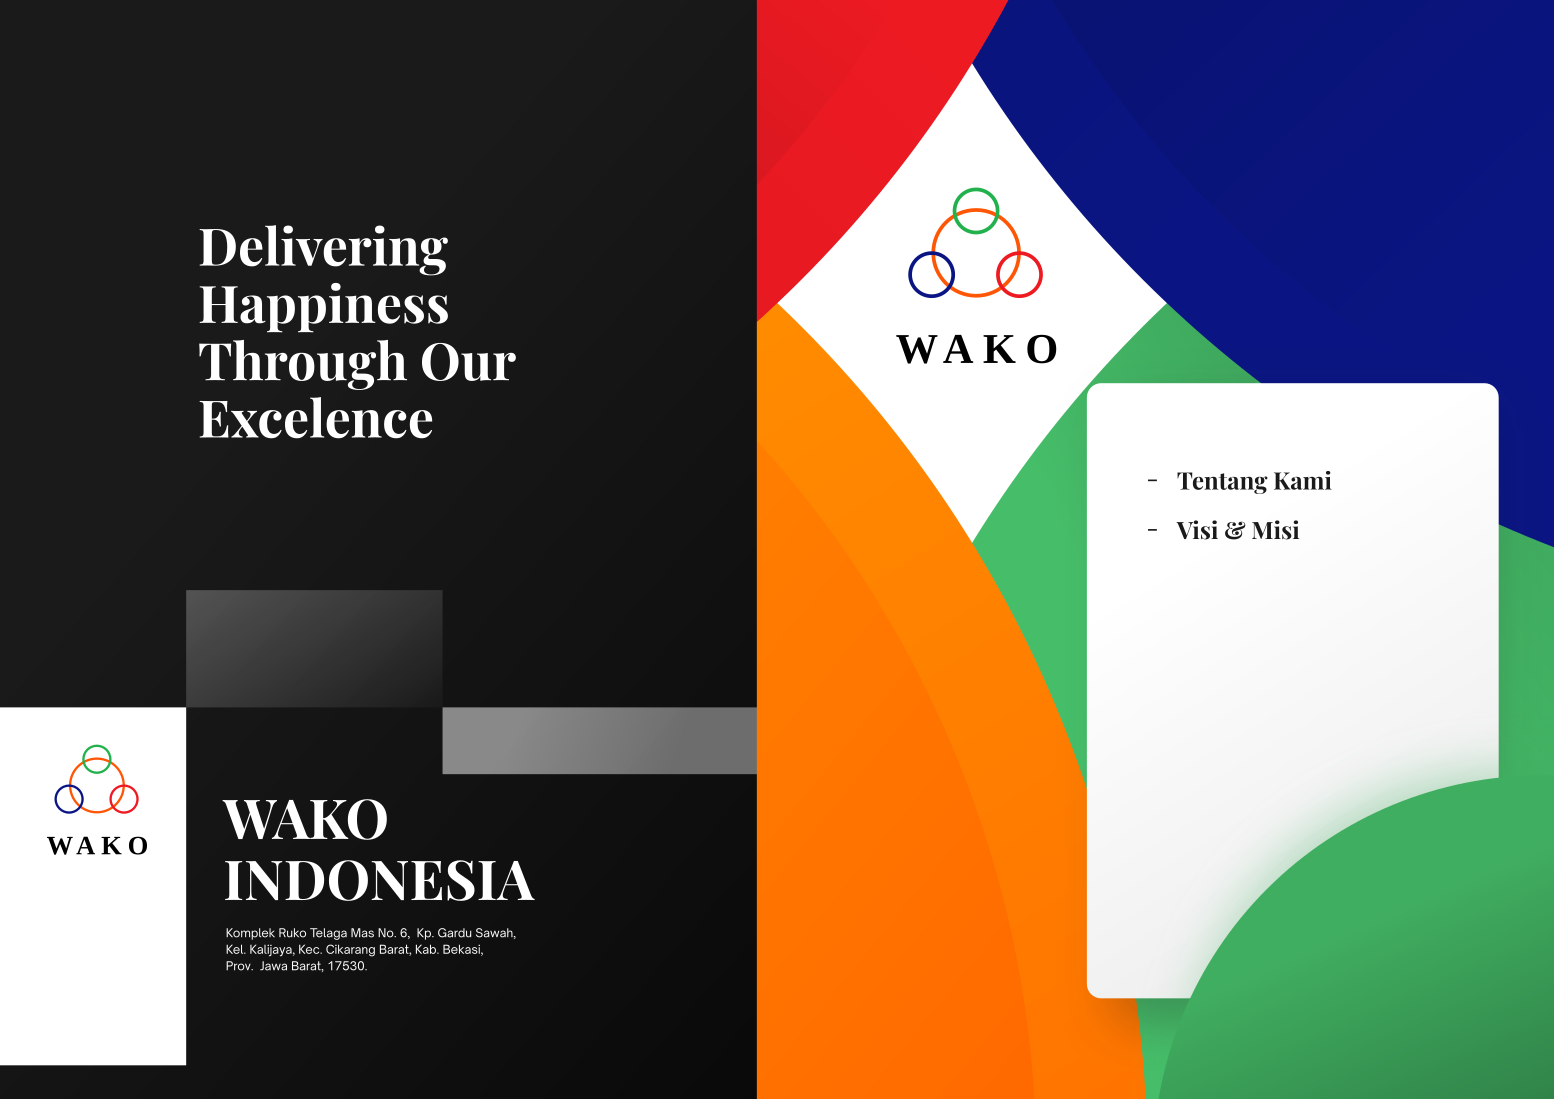 Delivering
Happiness
Through Our
Excelence
WAKO
WAKO
INDONESIA
Komplek Ruko Telaga Mas No. 6,  Kp. Gardu Sawah,
Kel. Kalijaya, Kec. Cikarang Barat, Kab. Bekasi,
Prov.  Jawa Barat, 17530.
WAKO
- Tentang Kami
- Visi & Misi